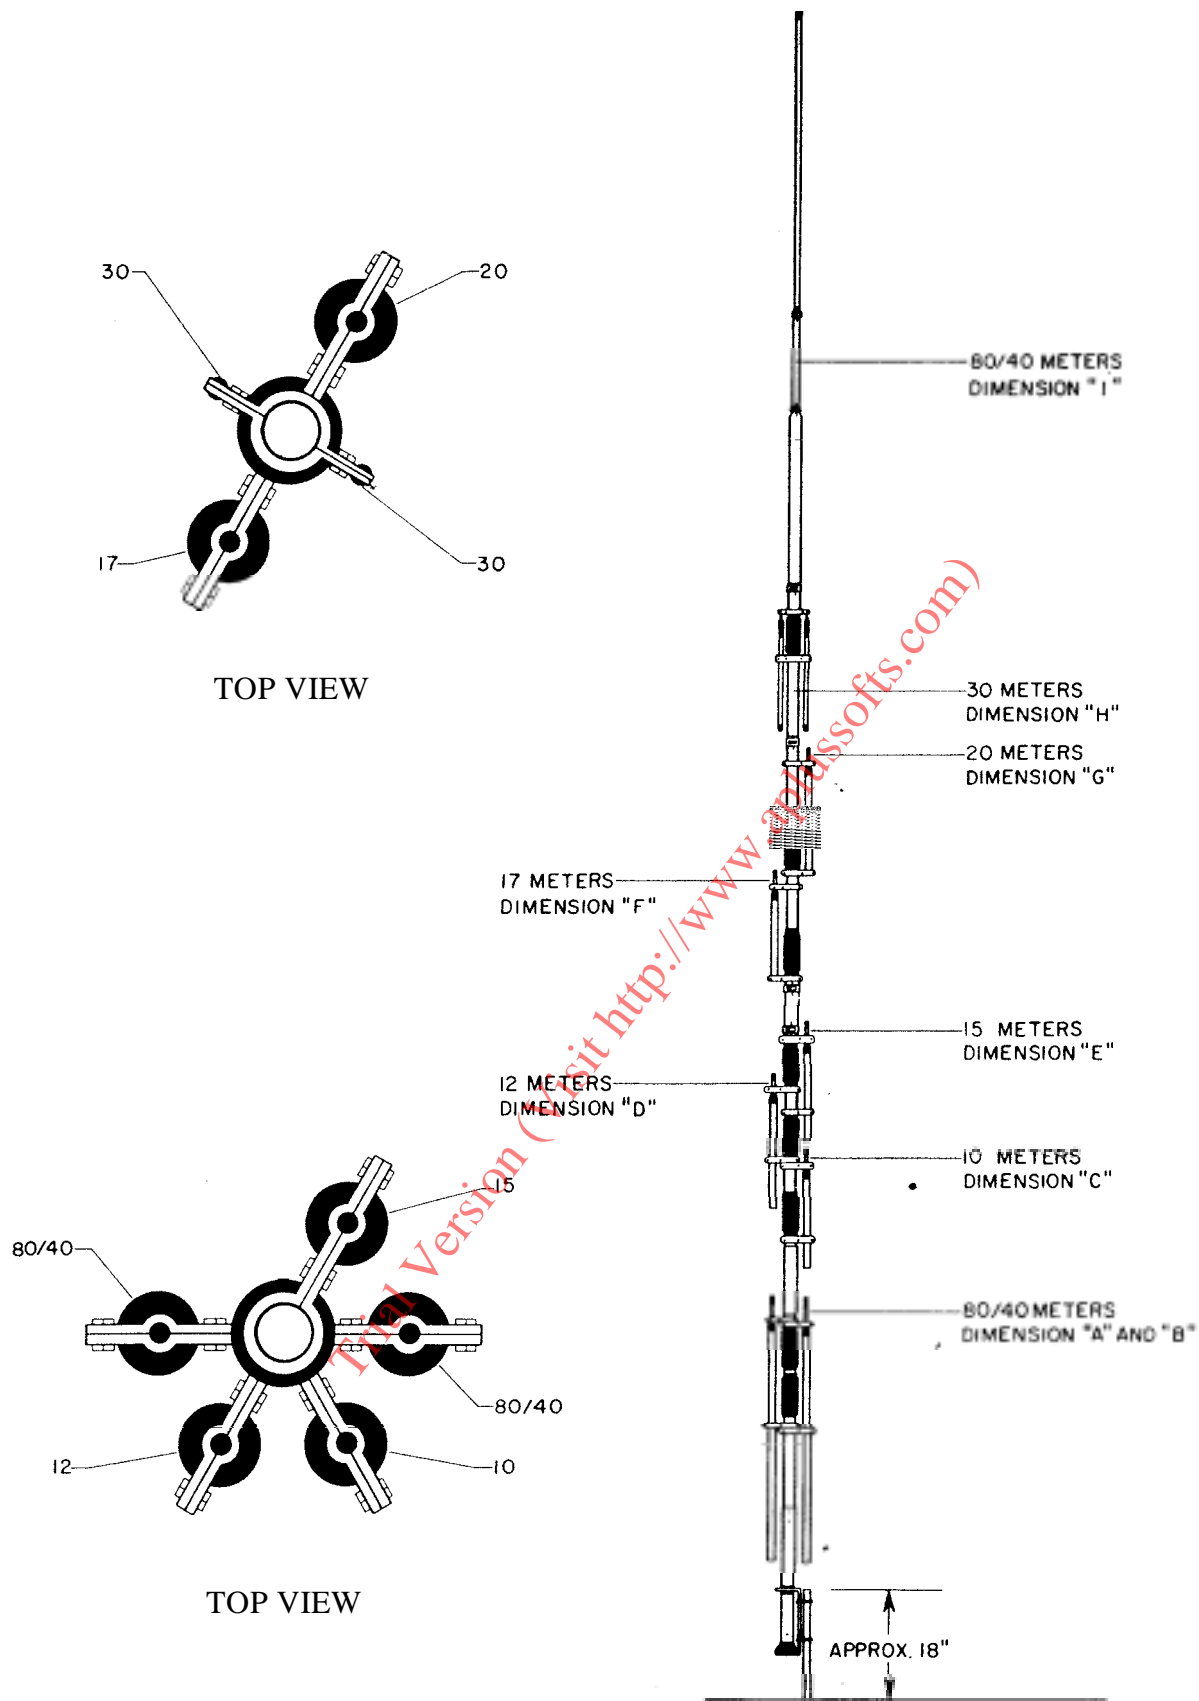 30
20
80/40 METERS
DIMENSION "I"
17
30
TOP VIEW
30 METERS
DIMENSION "H"
20 METERS
DIMENSION "G"
17 METERS
DIMENSION "F"
15 METERS
DIMENSION "E"
12 METERS
DIMENSION "D"
10 METERS
DIMENSION "C"
15
80/40
80/40 METERS
DIMENSION "A" AND "B"
80/40
12
10
TOP VIEW
APPROX. 18"
Trial Version (Visit http://www.aplussofts.com)